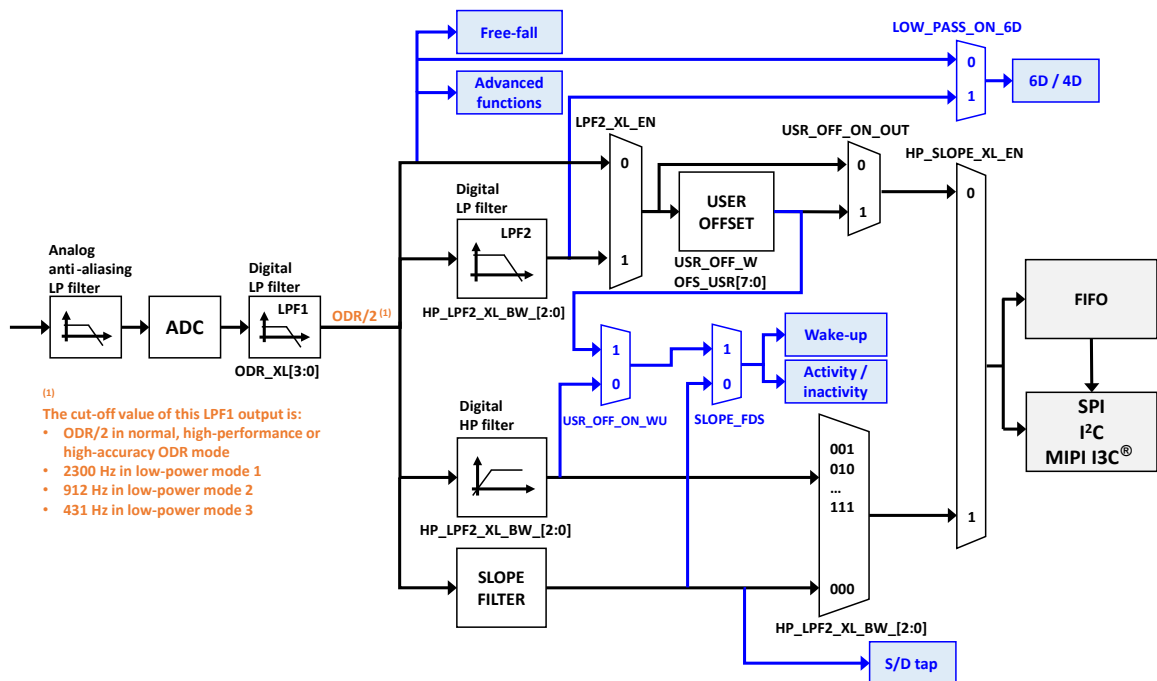 Free-fall
LOW_PASS_ON_6D
0
1
6D / 4D
Advanced
functions
LPF2_XL_EN
0
1
USR_OFF_ON_OUT
0
1
HP_SLOPE_XL_EN
0
1
Digital
LP filter
LPF2
HP_LPF2_XL_BW_[2:0]
USER
OFFSET
USR_OFF_W
OFS_USR[7:0]
Analog
anti-aliasing
LP filter
ADC
Digital
LP filter
LPF1
ODR_XL[3:0]
ODR/2 (1)
FIFO
SPI
I²C
MIPI I3C®
1
0
USR_OFF_ON_WU
1
0
SLOPE_FDS
Wake-up
Activity /
inactivity
(1)
The cut-off value of this LPF1 output is:
• ODR/2 in normal, high-performance or
high-accuracy ODR mode
• 2300 Hz in low-power mode 1
• 912 Hz in low-power mode 2
• 431 Hz in low-power mode 3
Digital
HP filter
HP_LPF2_XL_BW_[2:0]
001
010
...
111
000
HP_LPF2_XL_BW_[2:0]
SLOPE
FILTER
S/D tap